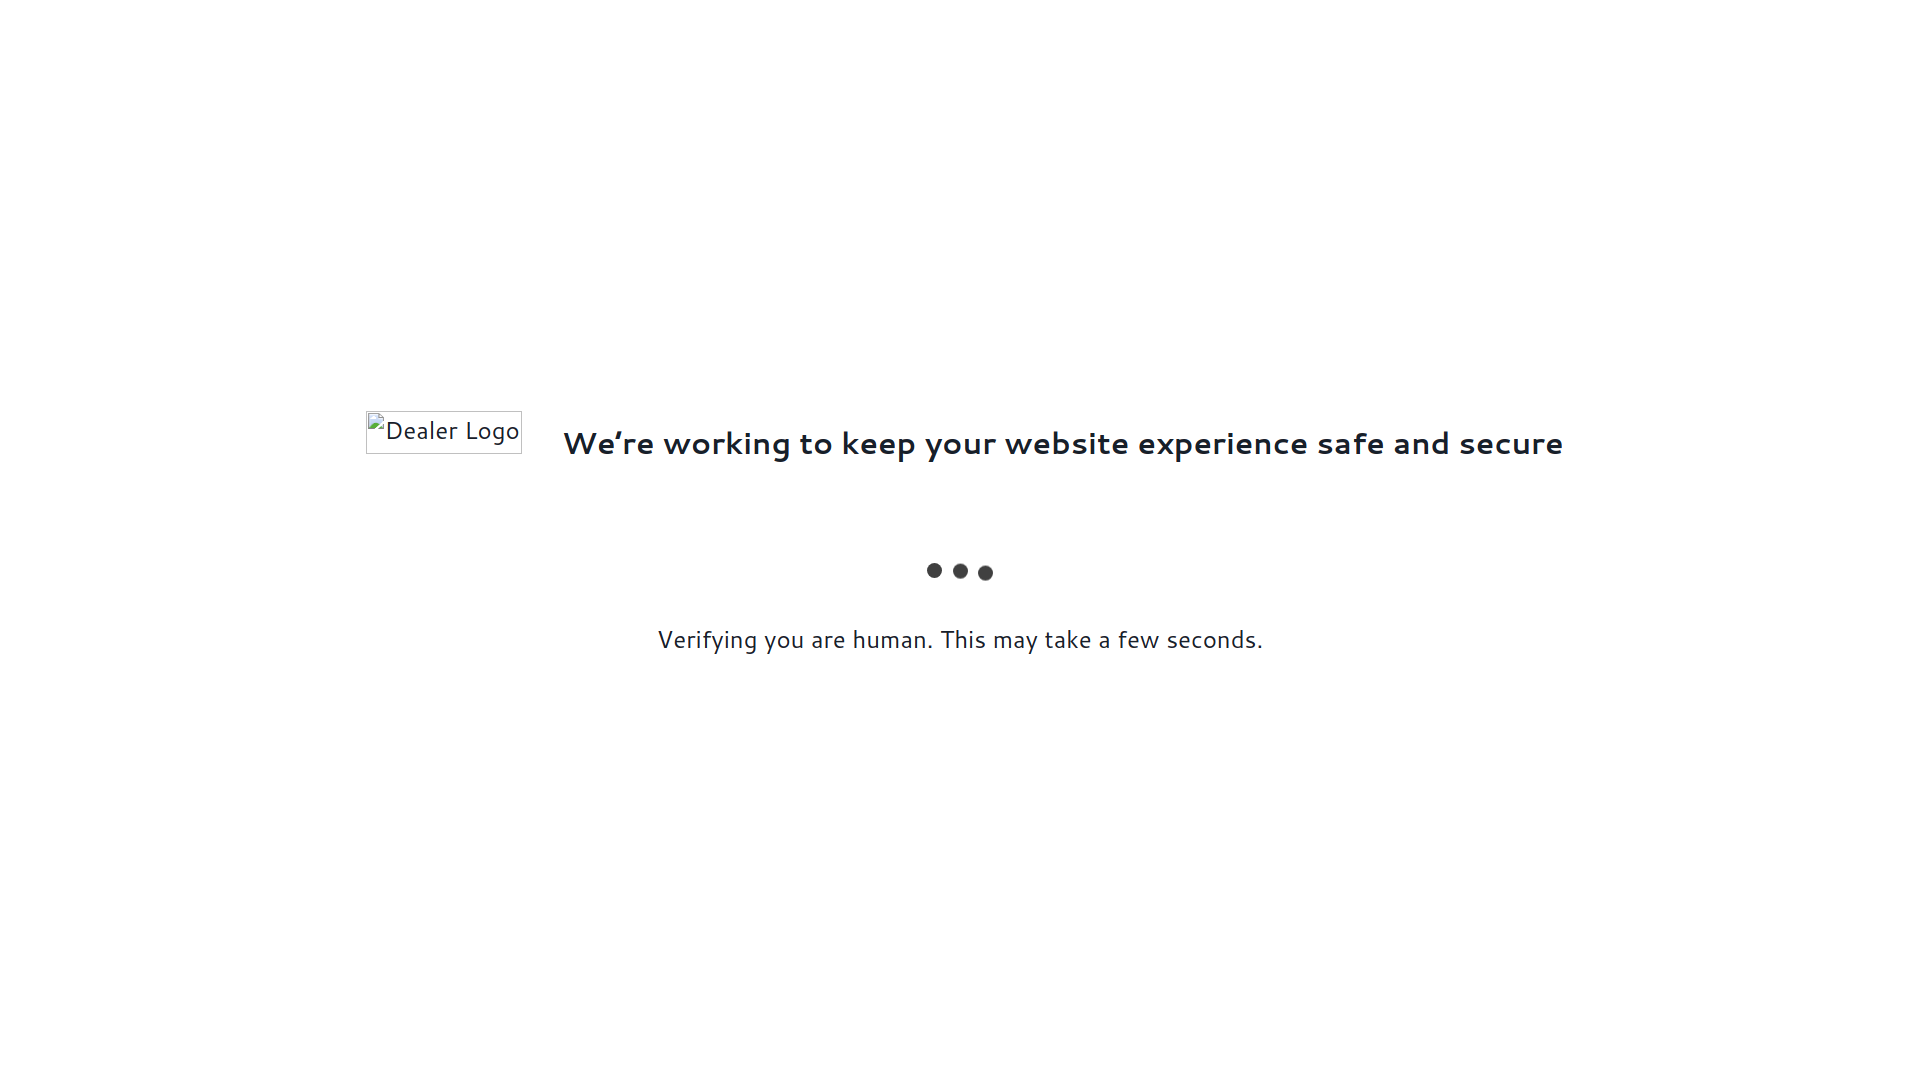 Dealer Logo
We’re working to keep your website experience safe and secure
Verifying you are human. This may take a few seconds.